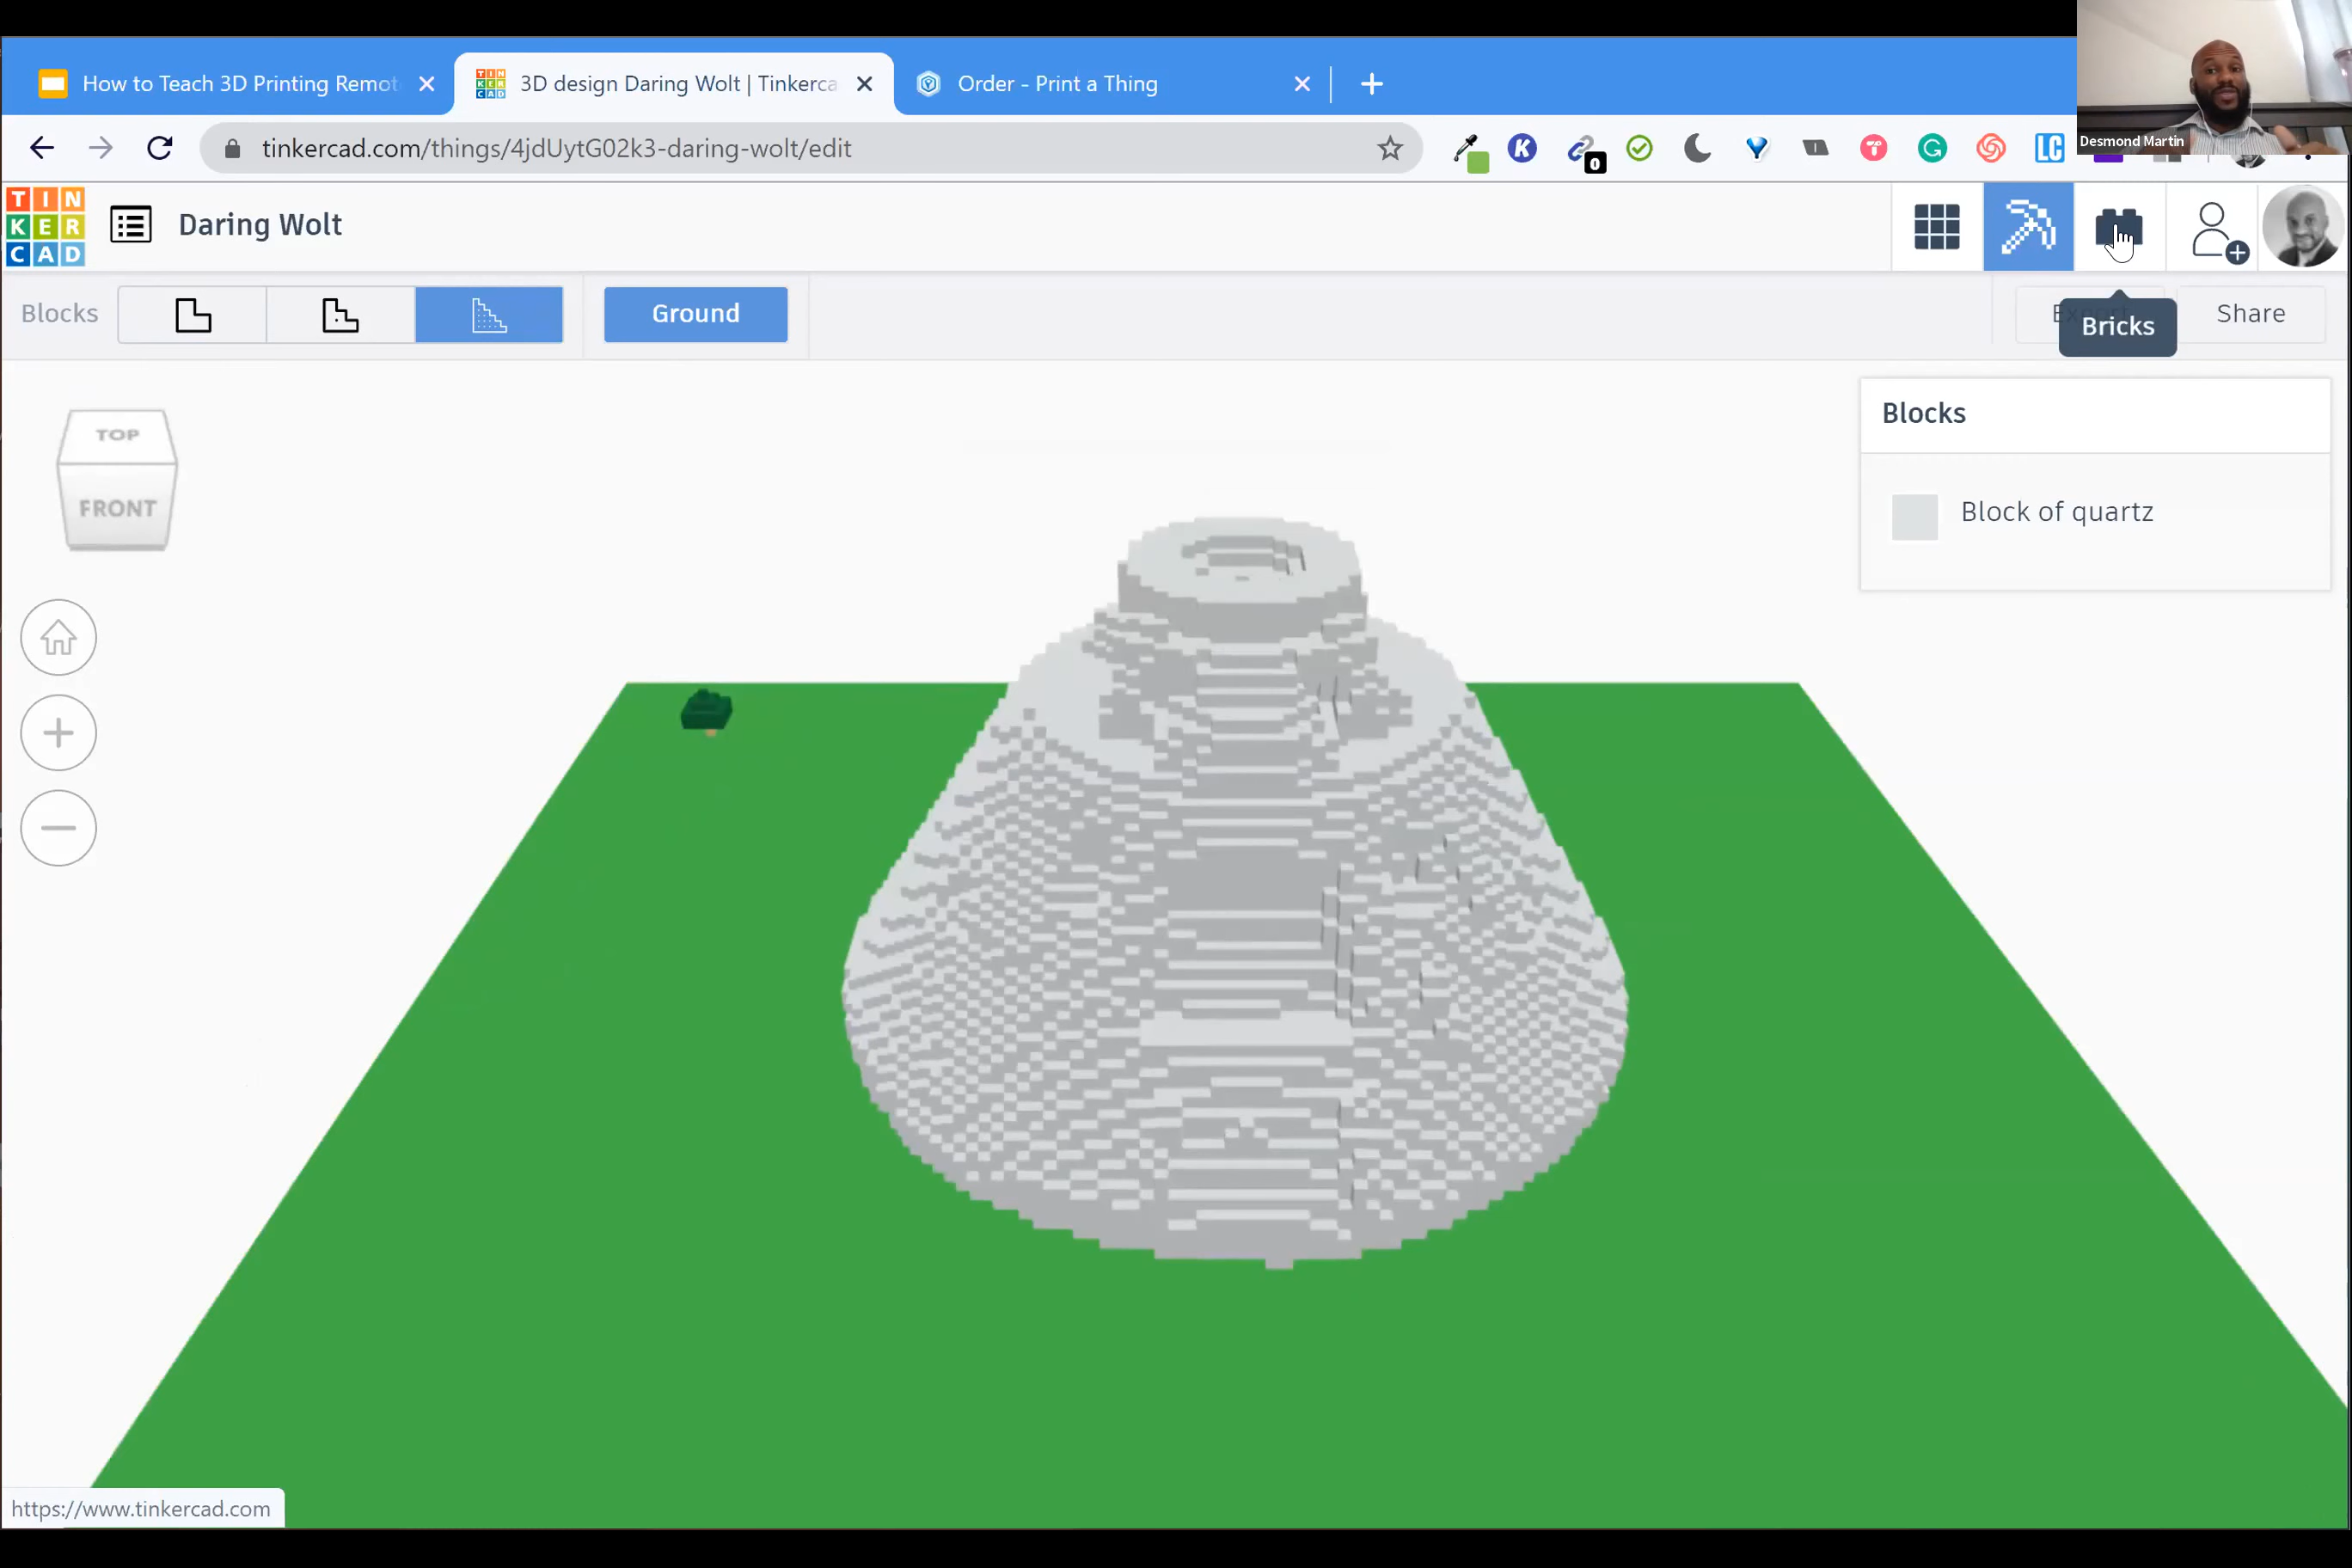 How to Teach 3D Printing Remot
3D design Daring Wolt | Tinkerca
Order - Print a Thing
Desmond Martin
tinkercad.com/things/4jdUytG02k3-daring-wolt/edit
TIN
KER
CAD
Daring Wolt
Blocks
Ground
Bricks
Share
TOP
FRONT
Blocks
Block of quartz
https://www.tinkercad.com